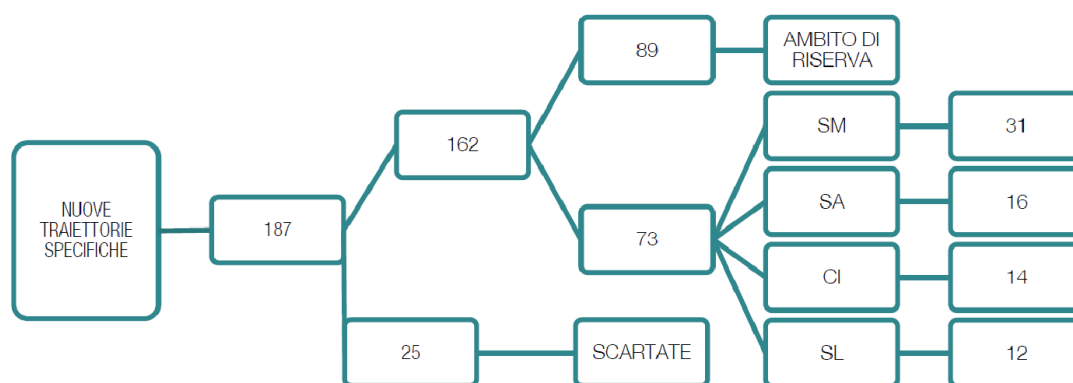 NUOVE
TRAIETTORIE
SPECIFICHE
187
162
25
SCARTATE
89
AMBITO DI
RISERVA
73
SM
31
SA
16
CI
14
SL
12